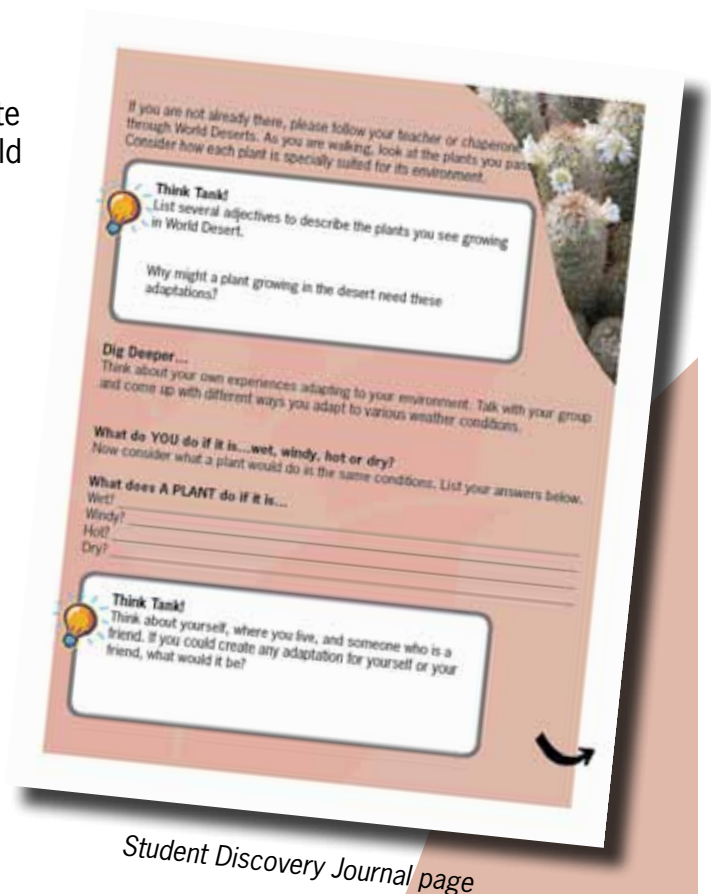 te
ld
If you are not already there, please follow your teacher or chaperone
through World Deserts. As you are walking, look at the plants you pass
Consider how each plant is specially suited for its environment.
Think Tank!
List several adjectives to describe the plants you see growing
in World Desert.
Why might a plant growing in the desert need these
adaptations?
Dig Deeper...
Think about your own experiences adapting to your environment. Talk with your group
and come up with different ways you adapt to various weather conditions.
What do YOU do if it is...wet, windy, hot or dry?
Now consider what a plant would do in the same conditions. List your answers below.
What does A PLANT do if it is...
Wet?
Windy?
Hot?
Dry?
Think Tank!
Think about yourself, where you live, and someone who is a
friend. If you could create any adaptation for yourself or your
friend, what would it be?
Student Discovery Journal page